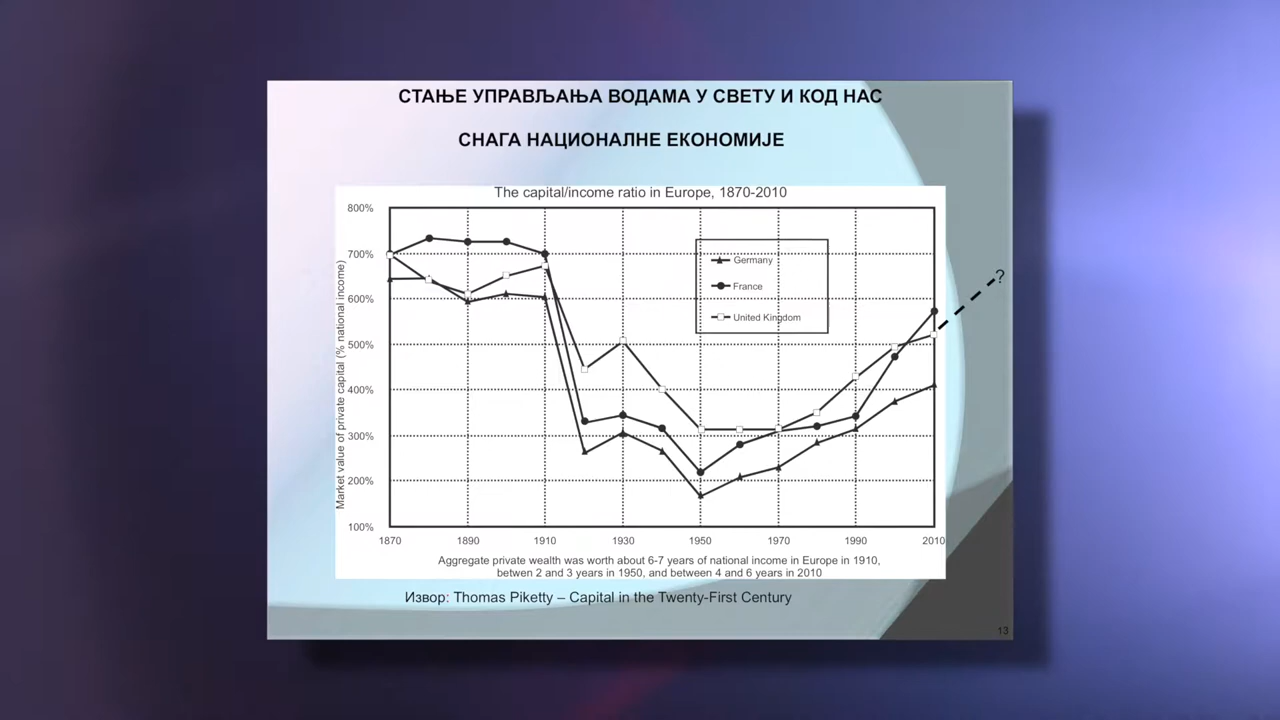 СТАЊЕ УПРАВЉАЊА ВОДАМА У СВЕТУ И КОД НАС
СНАГА НАЦИОНАЛНЕ ЕКОНОМИЈЕ
The capital/income ratio in Europe, 1870-2010
Market value of private capital (% national income)
800%
700%
600%
500%
400%
300%
200%
100%
Germany
France
United Kingdom
?
1870 1890 1910 1930 1950 1970 1990 2010
Aggregate private wealth was worth about 6-7 years of national income in Europe in 1910,
betwen 2 and 3 years in 1950, and between 4 and 6 years in 2010
Извор: Thomas Piketty – Capital in the Twenty-First Century
13